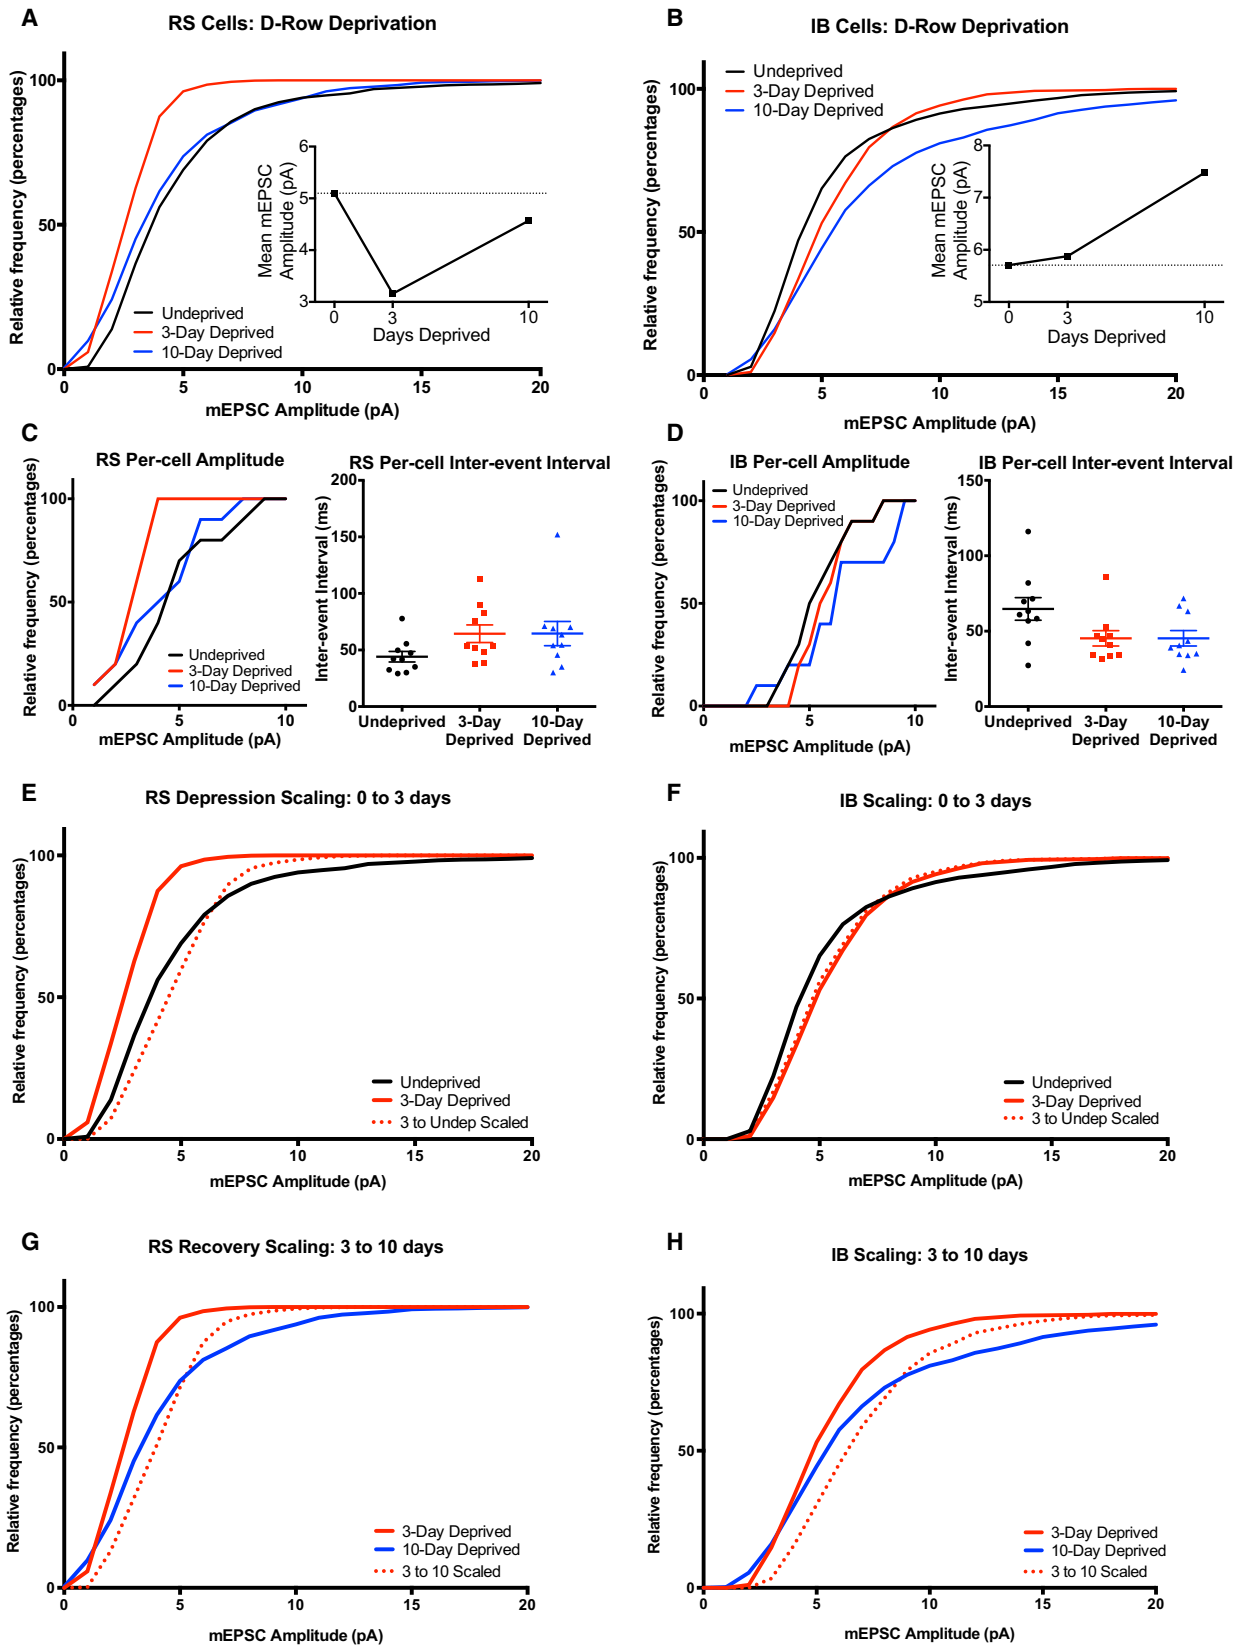 A
RS Cells: D-Row Deprivation
Relative frequency (percentages)
100
50
0
0 5 10 15 20
mEPSC Amplitude (pA)
Undeprived
3-Day Deprived
10-Day Deprived
Mean mEPSC
Amplitude (pA)
6
5
4
3
0 3 10
Days Deprived
B
IB Cells: D-Row Deprivation
Relative frequency (percentages)
100
50
0
0 5 10 15 20
mEPSC Amplitude (pA)
Undeprived
3-Day Deprived
10-Day Deprived
Mean mEPSC
Amplitude (pA)
8
7
6
5
0 3 10
Days Deprived
C
RS Per-cell Amplitude
Relative frequency (percentages)
100
50
0
0 5 10
mEPSC Amplitude (pA)
Undeprived
3-Day Deprived
10-Day Deprived
RS Per-cell Inter-event Interval
Inter-event Interval (ms)
200
150
100
50
0
Undeprived
3-Day
Deprived
10-Day
Deprived
D
IB Per-cell Amplitude
Relative frequency (percentages)
100
50
0
0 5 10
mEPSC Amplitude (pA)
Undeprived
3-Day Deprived
10-Day Deprived
IB Per-cell Inter-event Interval
Inter-event Interval (ms)
150
100
50
0
Undeprived
3-Day
Deprived
10-Day
Deprived
E
RS Depression Scaling: 0 to 3 days
Relative frequency (percentages)
100
50
0
0 5 10 15 20
mEPSC Amplitude (pA)
Undeprived
3-Day Deprived
3 to Undep Scaled
F
IB Scaling: 0 to 3 days
Relative frequency (percentages)
100
50
0
0 5 10 15 20
mEPSC Amplitude (pA)
Undeprived
3-Day Deprived
3 to Undep Scaled
G
RS Recovery Scaling: 3 to 10 days
Relative frequency (percentages)
100
50
0
0 5 10 15 20
mEPSC Amplitude (pA)
3-Day Deprived
10-Day Deprived
3 to 10 Scaled
H
IB Scaling: 3 to 10 days
Relative frequency (percentages)
100
50
0
0 5 10 15 20
mEPSC Amplitude (pA)
3-Day Deprived
10-Day Deprived
3 to 10 Scaled